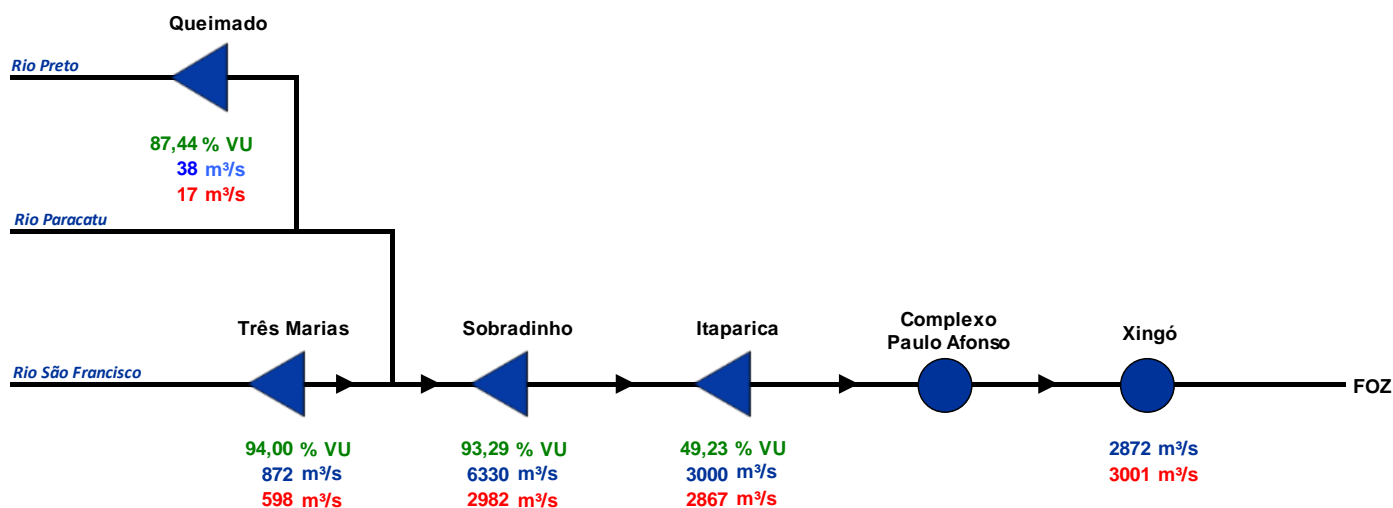 Queimado
Rio Preto
87,44 % VU
38 m³/s
17 m³/s
Rio Paracatu
Três Marias
Sobradinho
Itaparica
Complexo
Paulo Afonso
Xingó
Rio São Francisco
FOZ
94,00 % VU
872 m³/s
598 m³/s
93,29 % VU
6330 m³/s
2982 m³/s
49,23 % VU
3000 m³/s
2867 m³/s
2872 m³/s
3001 m³/s